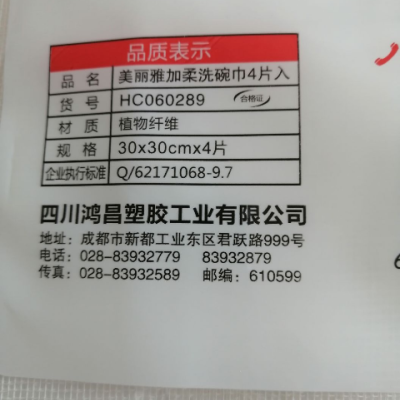 品质表示
品名 美丽雅加柔洗碗巾4片入
货号 HC060289 合格证
材质 植物纤维
规格 30x30cmx4片
企业执行标准 Q/62171068-9.7
四川鸿昌塑胶工业有限公司
地址: 成都市新都工业东区君跃路999号
电话: 028-83932779 83932879
传真: 028-83932589 邮编: 610599